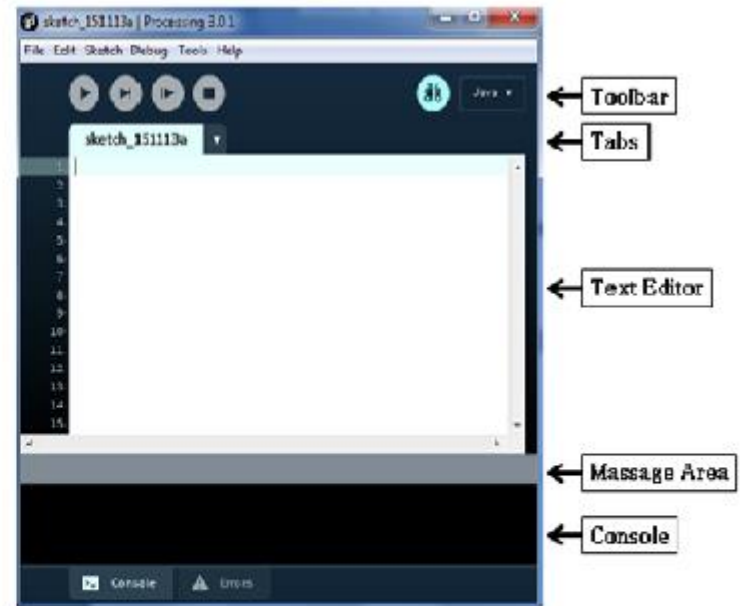 sketch_151113a | Processing 3.0.1
File Edit Sketch Debug Tools Help
Java
Toolbar
sketch_151113a
Tabs
1
2
3
4
5
6
7
8
9
10
11
12
13
14
15
Text Editor
Massage Area
Console
Console
Errors